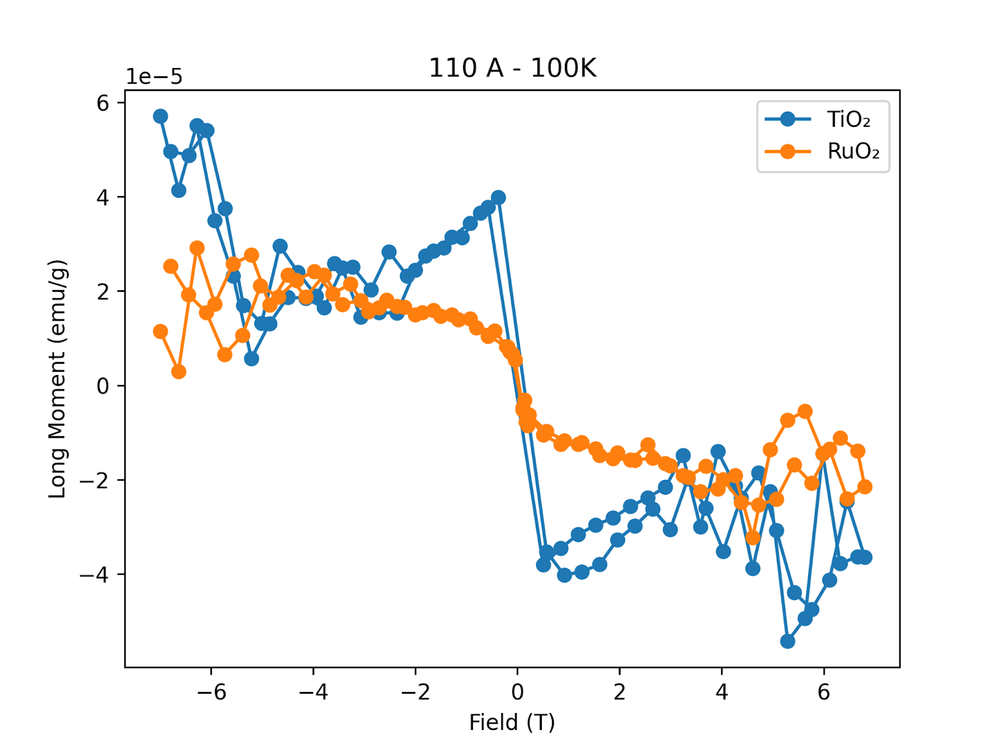 110 A - 100K
1e−5
6
4
2
0
−2
−4
Long Moment (emu/g)
TiO₂
RuO₂
−6
−4
−2
0
2
4
6
Field (T)